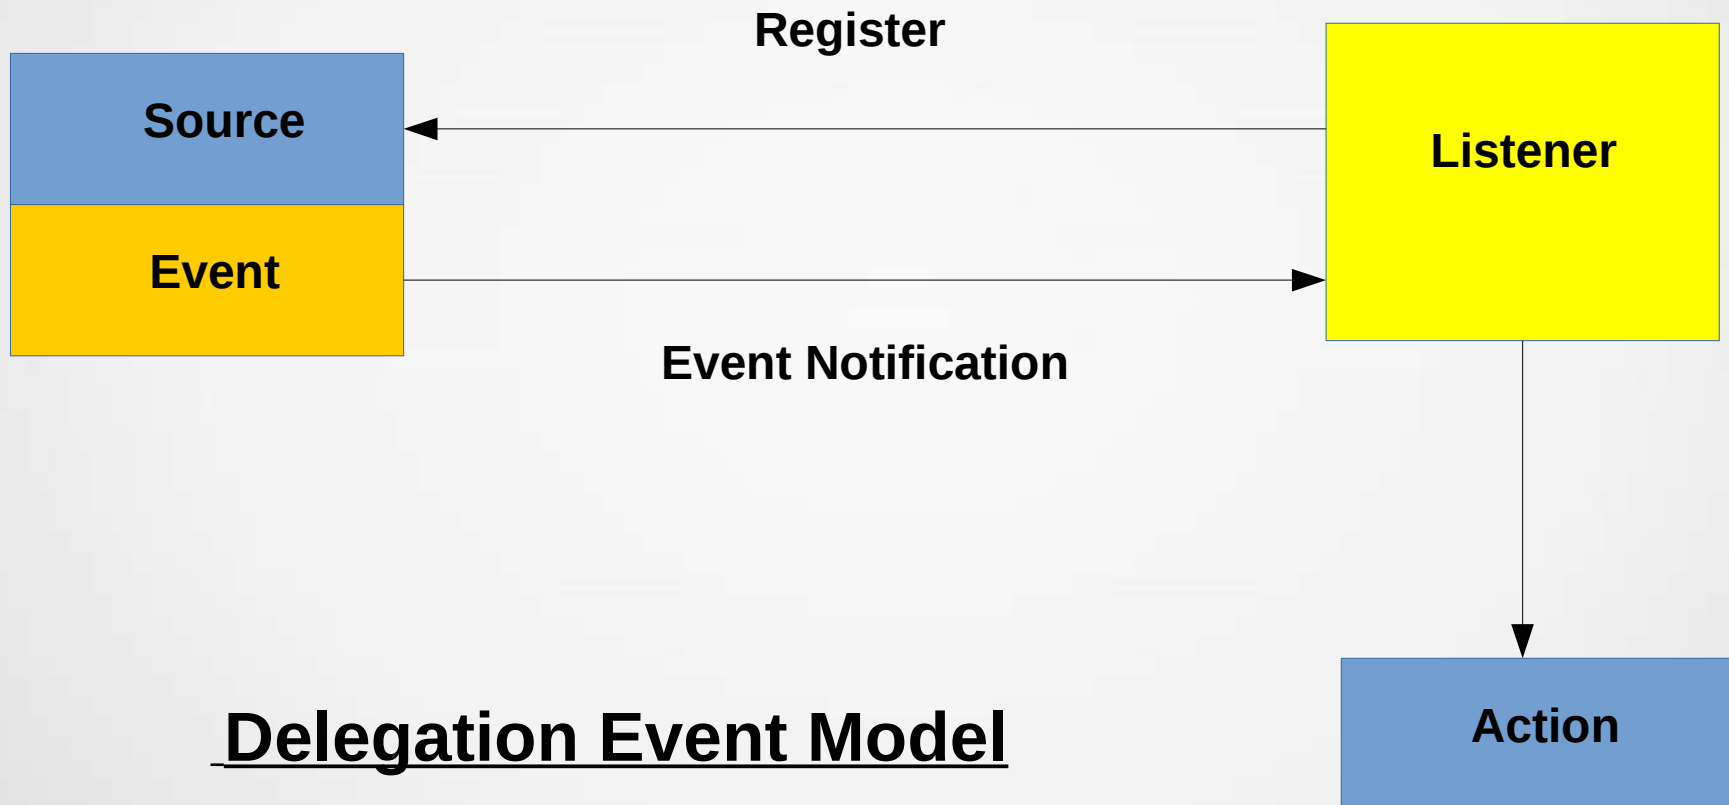 Register
Source
Listener
Event
Event Notification
Delegation Event Model
Action